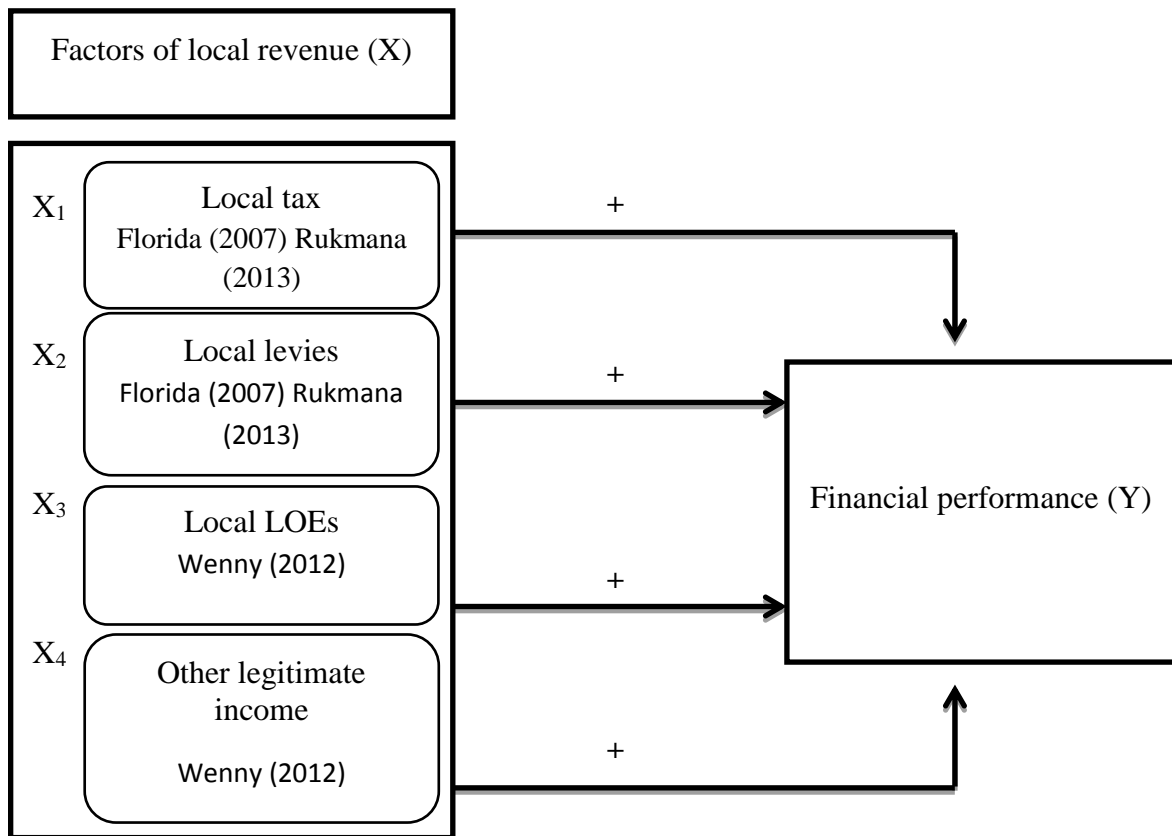 Factors of local revenue (X)
X₁
Local tax
Florida (2007) Rukmana
(2013)
+
X₂
Local levies
Florida (2007) Rukmana
(2013)
+
X₃
Local LOEs
Wenny (2012)
+
X₄
Other legitimate
income
Wenny (2012)
+
Financial performance (Y)